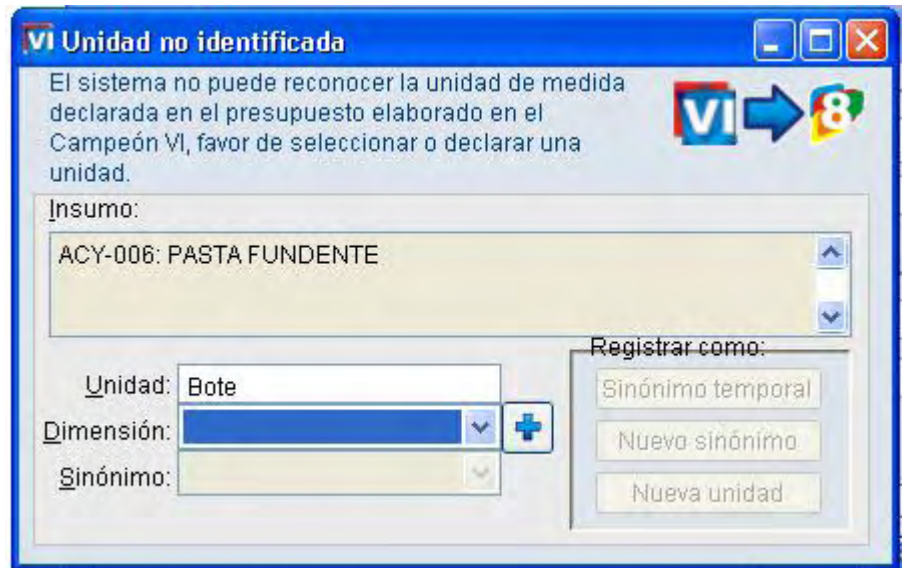 VI Unidad no identificada
El sistema no puede reconocer la unidad de medida
declarada en el presupuesto elaborado en el
Campeón VI, favor de seleccionar o declarar una
unidad.
VI 8
Insumo:
ACY-006: PASTA FUNDENTE
Registrar como:
Unidad: Bote
Sinónimo temporal
Dimensión:
Nuevo sinónimo
Sinónimo:
Nueva unidad